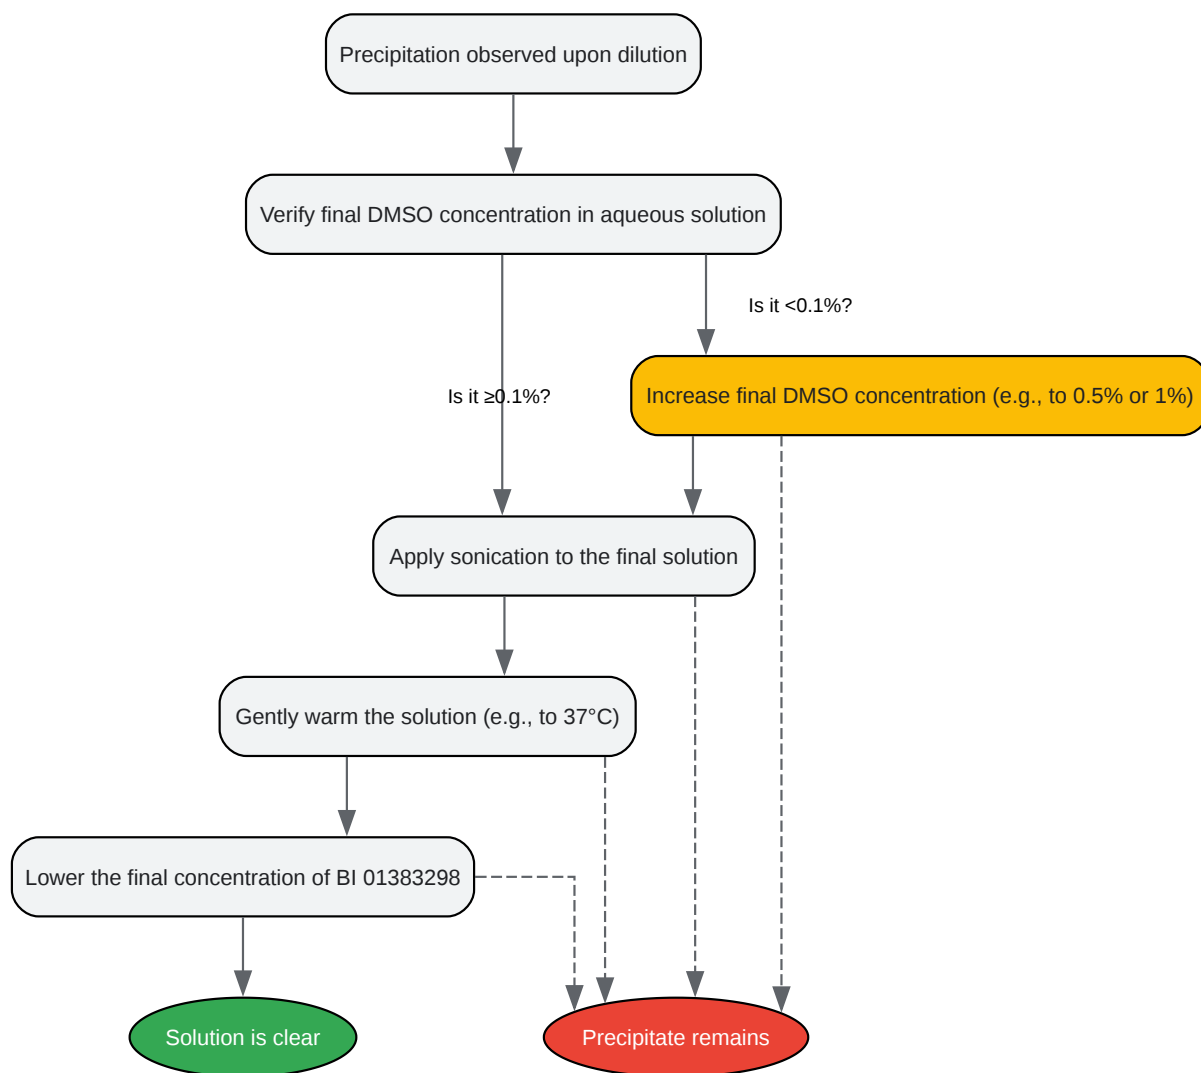 Precipitation observed upon dilution
Verify final DMSO concentration in aqueous solution
Is it <0.1%?
Is it ≥0.1%?
Increase final DMSO concentration (e.g., to 0.5% or 1%)
Apply sonication to the final solution
Gently warm the solution (e.g., to 37°C)
Lower the final concentration of BI 01383298
Solution is clear
Precipitate remains